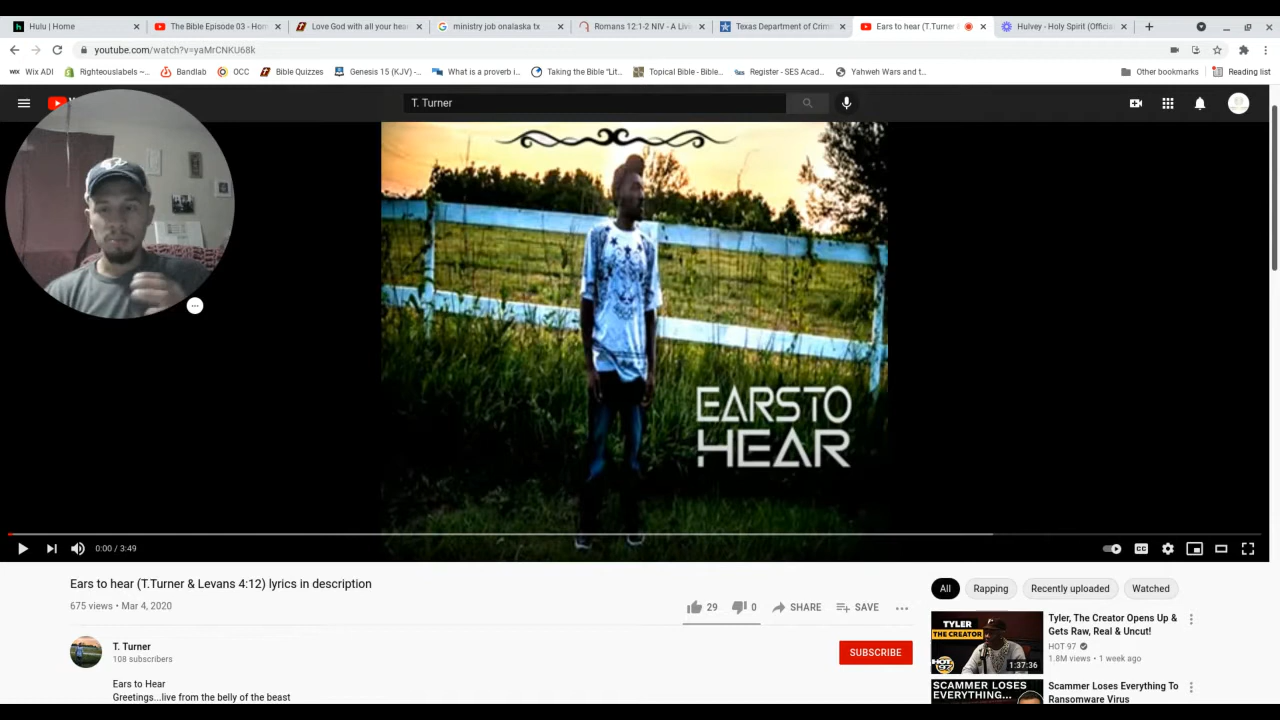 Hulu | Home
The Bible Episode 03 - Hom
Love God with all your hea
ministry job onalaska tx
Romans 12:1-2 NIV - A Livi
Texas Department of Crimi
Ears to hear (T.Turner &
Hulvey - Holy Spirit (Offici
youtube.com/watch?v=yaMrCNKU68k
WIX Wix ADI
Righteouslabels ~...
Bandlab
OCC
Bible Quizzes
Genesis 15 (KJV) -...
What is a proverb i...
Taking the Bible "Lit...
Topical Bible - Bible...
Register - SES Acad...
Yahweh Wars and t...
Other bookmarks
Reading list
T. Turner
EARS TO
HEAR
0:00 / 3:49
CC
Ears to hear (T.Turner & Levans 4:12) lyrics in description
675 views • Mar 4, 2020
29
0
SHARE
SAVE
T. Turner
108 subscribers
SUBSCRIBE
Ears to Hear
Greetings...live from the belly of the beast
All
Rapping
Recently uploaded
Watched
TYLER
THE CREATOR
HOT 97
1:37:36
Tyler, The Creator Opens Up &
Gets Raw, Real & Uncut!
HOT 97
1.8M views • 1 week ago
SCAMMER LOSES
EVERYTHING...
Scammer Loses Everything To
Ransomware Virus